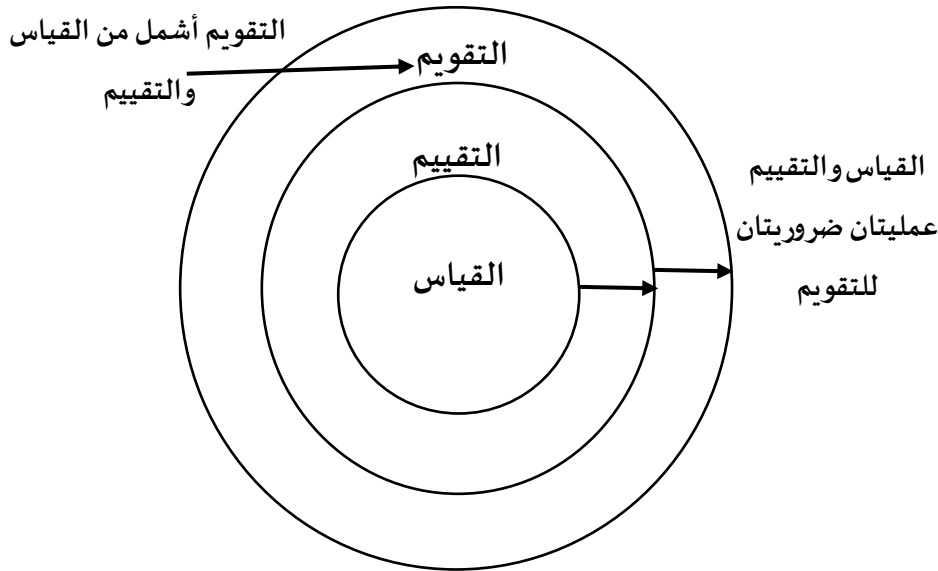 التقويم أشمل من القياس
والتقييم
التقويم
التقييم
القياس
القياس والتقييم
عمليتان ضروريتان
للتقويم